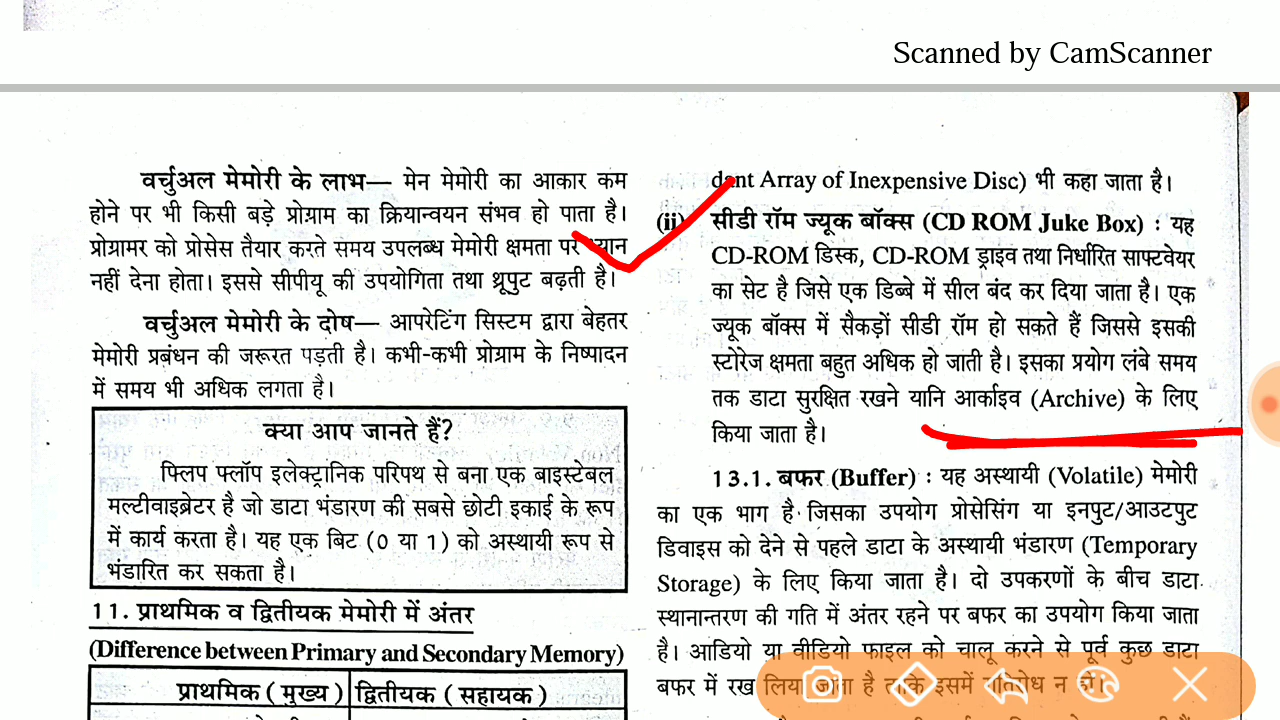 Scanned by CamScanner
वर्चुअल मेमोरी के लाभ— मेन मेमोरी का आकार कम
होने पर भी किसी बड़े प्रोग्राम का क्रियान्वयन संभव हो पाता है।
प्रोग्रामर को प्रोसेस तैयार करते समय उपलब्ध मेमोरी क्षमता पर ध्यान
नहीं देना होता। इससे सीपीयू की उपयोगिता तथा थ्रूपुट बढ़ती है।
वर्चुअल मेमोरी के दोष— आपरेटिंग सिस्टम द्वारा बेहतर
मेमोरी प्रबंधन की जरूरत पड़ती है। कभी-कभी प्रोग्राम के निष्पादन
में समय भी अधिक लगता है।
क्या आप जानते हैं?
फ्लिप फ्लॉप इलेक्ट्रानिक परिपथ से बना एक बाइस्टेबल
मल्टीवाइब्रेटर है जो डाटा भंडारण की सबसे छोटी इकाई के रूप
में कार्य करता है। यह एक बिट (0 या 1) को अस्थायी रूप से
भंडारित कर सकता है।
11. प्राथमिक व द्वितीयक मेमोरी में अंतर
(Difference between Primary and Secondary Memory)
प्राथमिक ( मुख्य ) द्वितीयक ( सहायक )
dant Array of Inexpensive Disc) भी कहा जाता है।
(ii) सीडी रॉम ज्यूक बॉक्स (CD ROM Juke Box) : यह
CD-ROM डिस्क, CD-ROM ड्राइव तथा निर्धारित साफ्टवेयर
का सेट है जिसे एक डिब्बे में सील बंद कर दिया जाता है। एक
ज्यूक बॉक्स में सैकड़ों सीडी रॉम हो सकते हैं जिससे इसकी
स्टोरेज क्षमता बहुत अधिक हो जाती है। इसका प्रयोग लंबे समय
तक डाटा सुरक्षित रखने यानि आर्काइव (Archive) के लिए
किया जाता है।
13.1. बफर (Buffer) : यह अस्थायी (Volatile) मेमोरी
का एक भाग है जिसका उपयोग प्रोसेसिंग या इनपुट/आउटपुट
डिवाइस को देने से पहले डाटा के अस्थायी भंडारण (Temporary
Storage) के लिए किया जाता है। दो उपकरणों के बीच डाटा
स्थानान्तरण की गति में अंतर रहने पर बफर का उपयोग किया जाता
है। आडियो या वीडियो फाइल को चालू करने से पूर्व कुछ डाटा
बफर में रख लिया जाता है ताकि इसमें गतिरोध न हो।